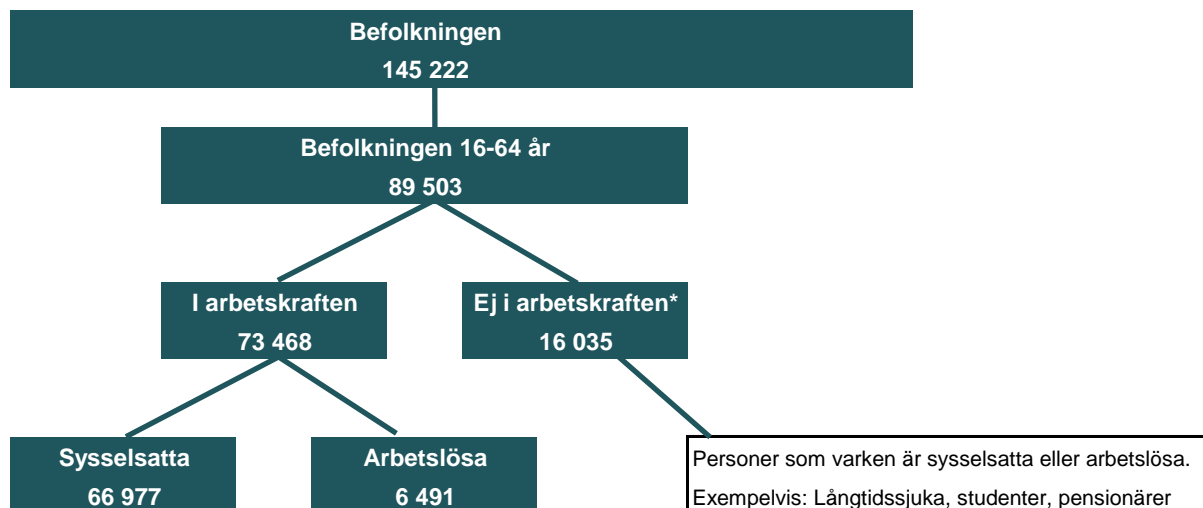 Befolkningen
145 222
Befolkningen 16-64 år
89 503
I arbetskraften
73 468
Ej i arbetskraften*
16 035
Sysselsatta
66 977
Arbetslösa
6 491
Personer som varken är sysselsatta eller arbetslösa.
Exempelvis: Långtidssjuka, studenter, pensionärer